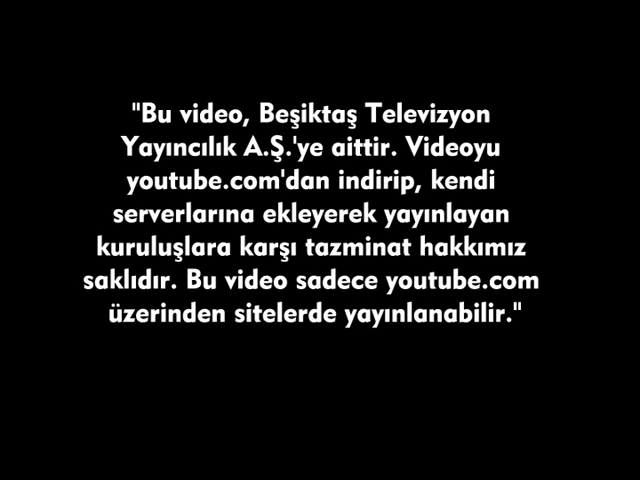 "Bu video, Beşiktaş Televizyon
Yayıncılık A.Ş.'ye aittir. Videoyu
youtube.com'dan indirip, kendi
serverlarına ekleyerek yayınlayan
kuruluşlara karşı tazminat hakkımız
saklıdır. Bu video sadece youtube.com
üzerinden sitelerde yayınlanabilir."